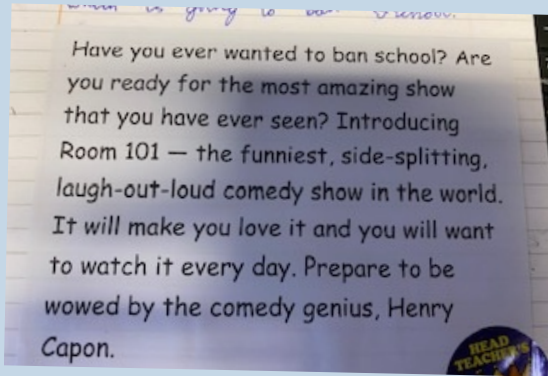 Have you ever wanted to ban school? Are
you ready for the most amazing show
that you have ever seen? Introducing
Room 101 – the funniest, side-splitting,
laugh-out-loud comedy show in the world.
It will make you love it and you will want
to watch it every day. Prepare to be
wowed by the comedy genius, Henry
Capon.
HEAD
TEACHER'S